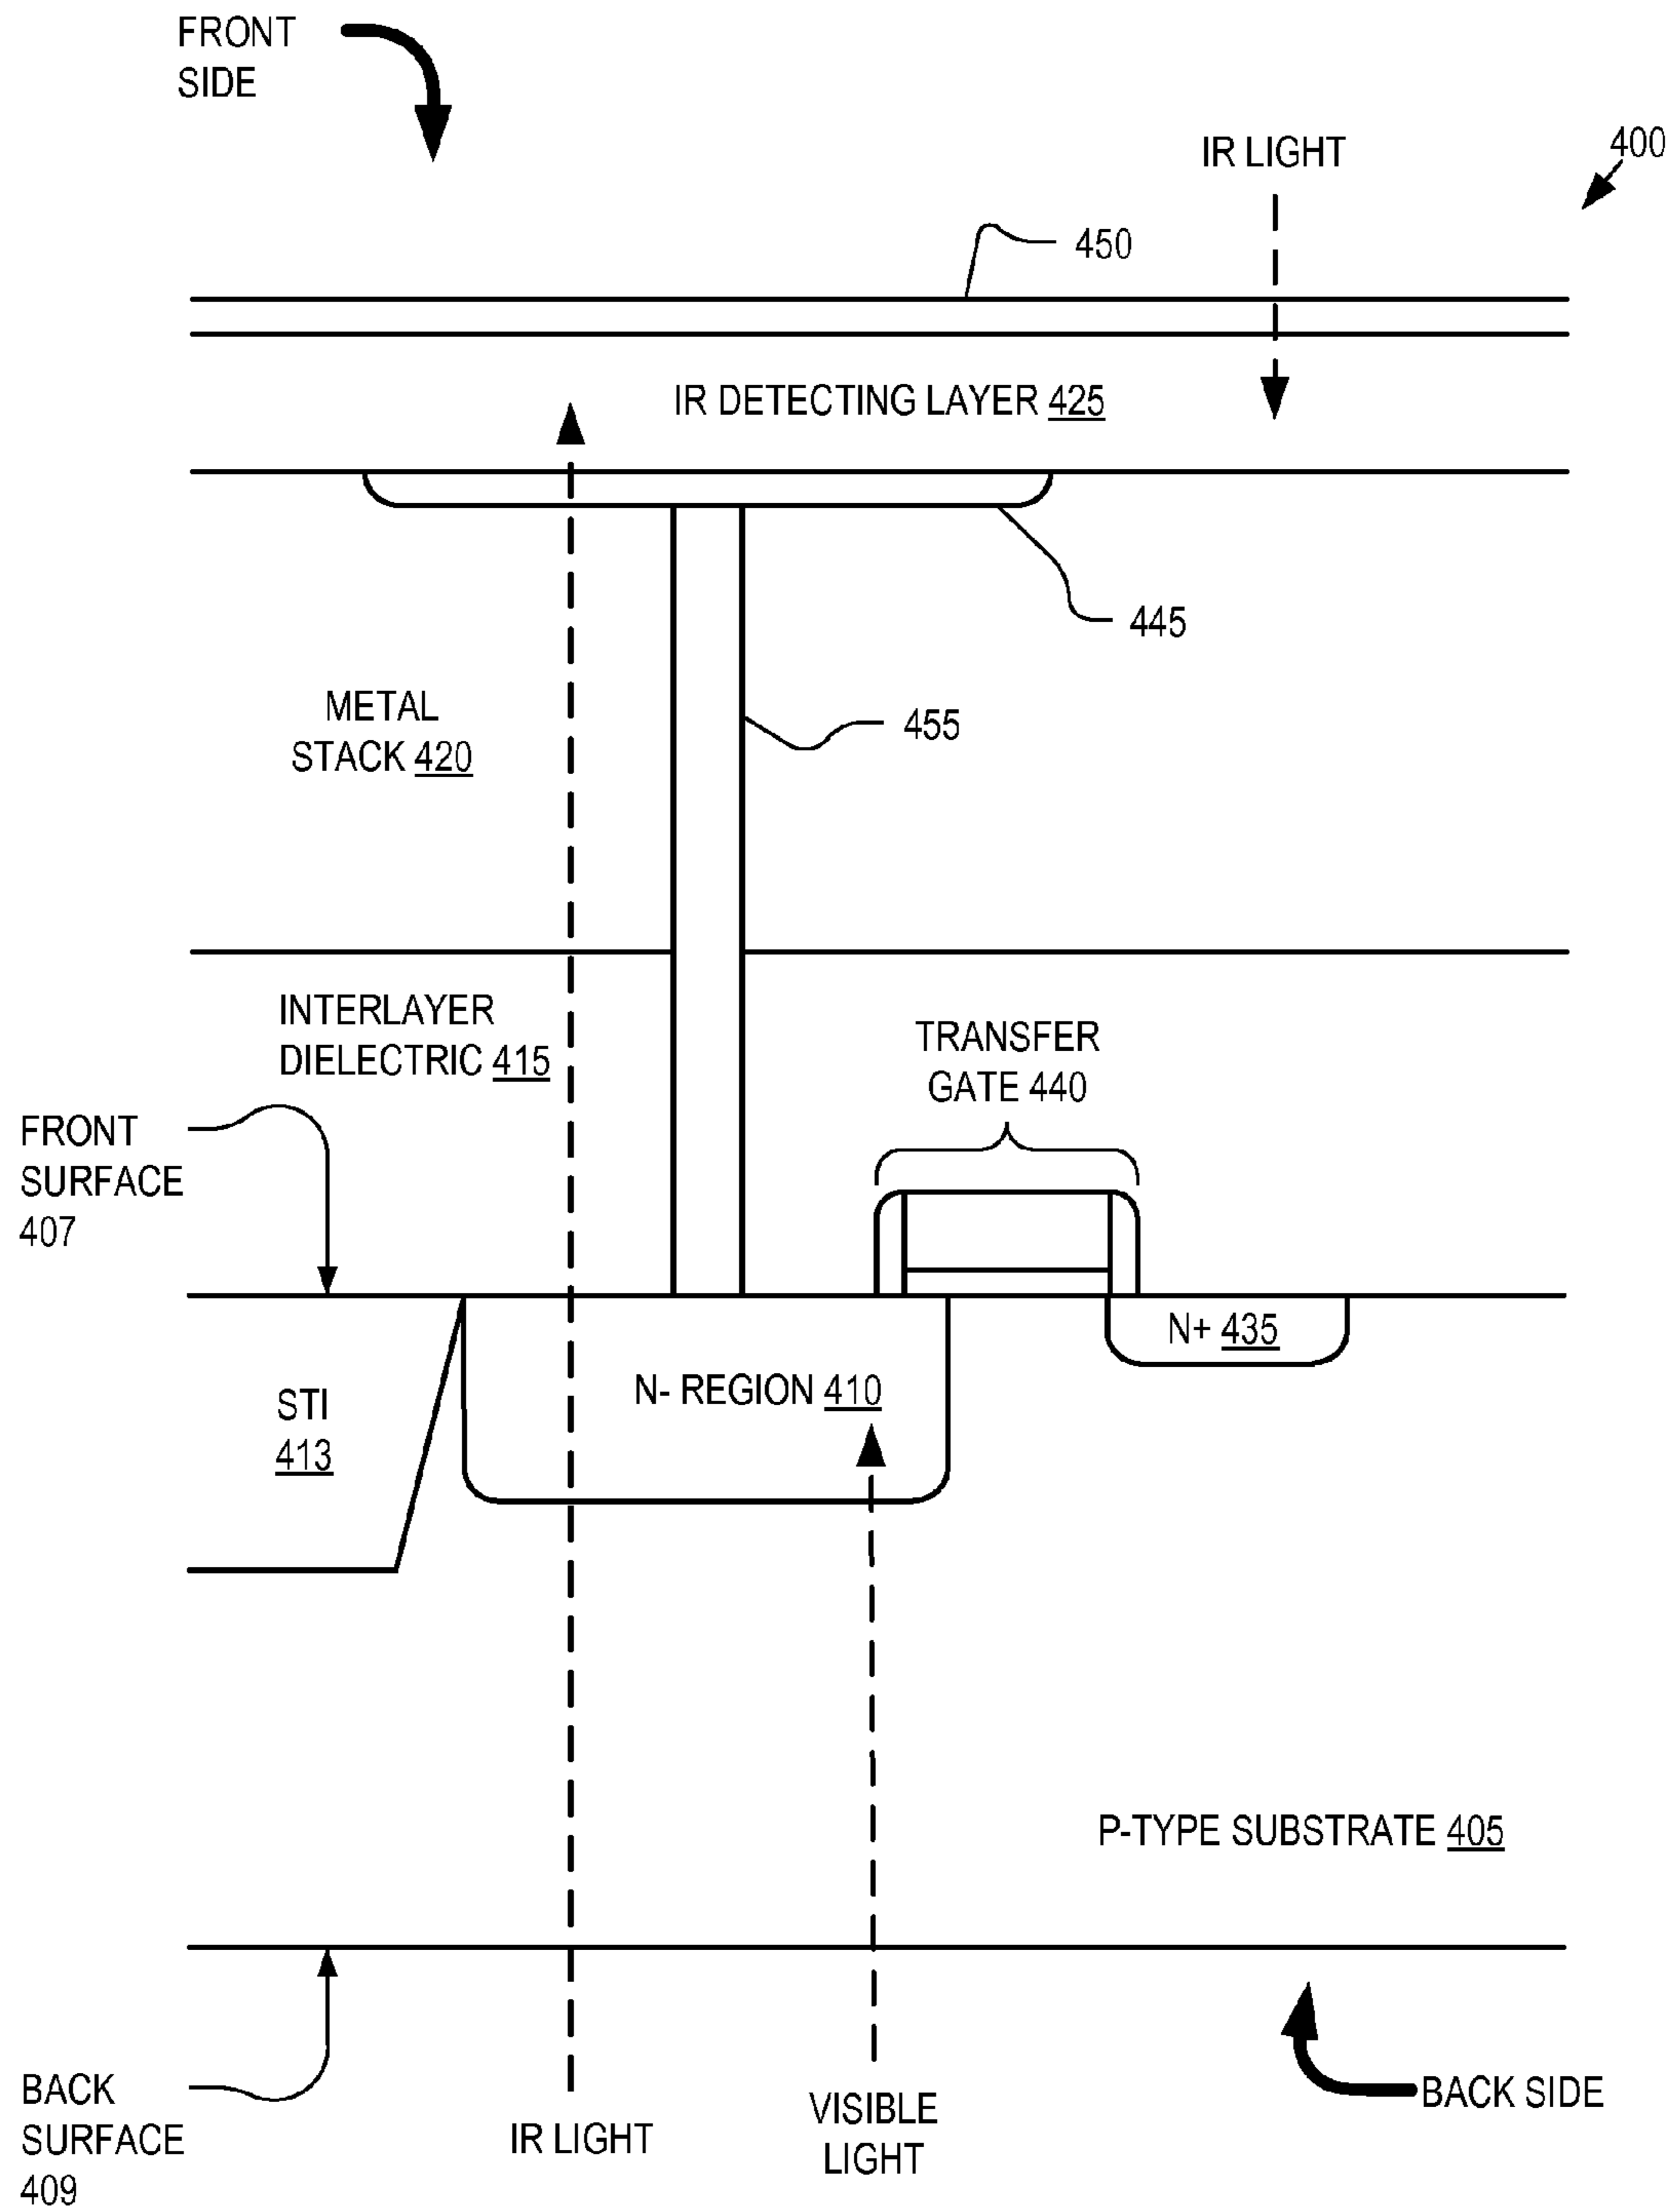 FRONT
SIDE
IR LIGHT
400
450
IR DETECTING LAYER 425
445
METAL
STACK 420
455
INTERLAYER
DIELECTRIC 415
TRANSFER
GATE 440
FRONT
SURFACE
407
N+ 435
N- REGION 410
STI
413
P-TYPE SUBSTRATE 405
BACK
SURFACE
409
IR LIGHT
VISIBLE
LIGHT
BACK SIDE